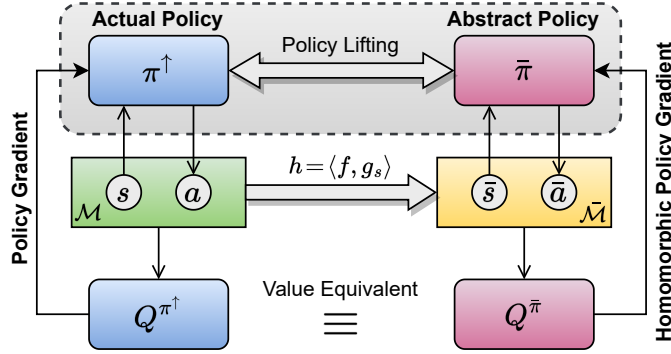 Actual Policy
Abstract Policy
π↑
Policy Lifting
π̄
Policy Gradient
Homomorphic Policy Gradient
s
a
ℳ
h = ⟨f, g_s⟩
s̄
ā
ℳ̄
Q^{π↑}
Value Equivalent
≡
Q^{π̄}